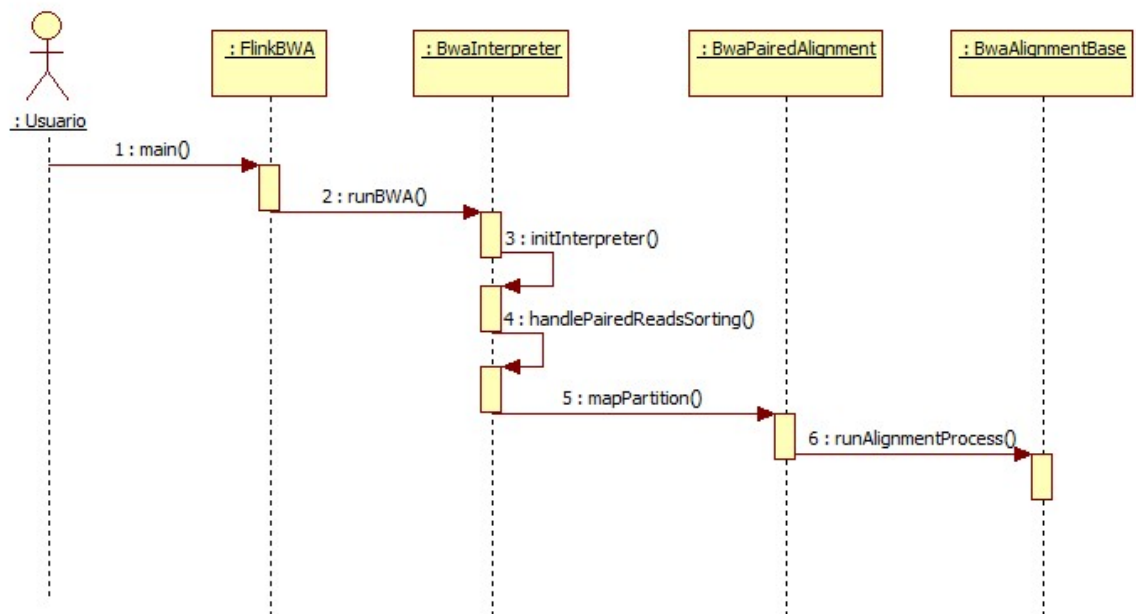 : FlinkBWA
: BwaInterpreter
: BwaPairedAlignment
: BwaAlignmentBase
: Usuario
1 : main()
2 : runBWA()
3 : initInterpreter()
4 : handlePairedReadsSorting()
5 : mapPartition()
6 : runAlignmentProcess()